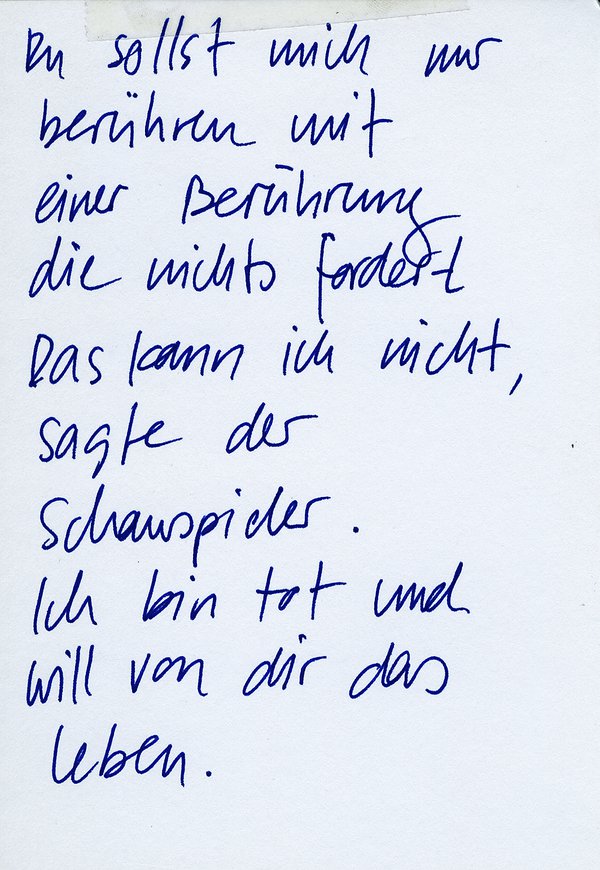 Du sollst mich nur
berühren mit
einer Berührung
die nichts fordert
Das kann ich nicht,
sagte der
Schauspieler.
Ich bin tot und
will von dir das
Leben.